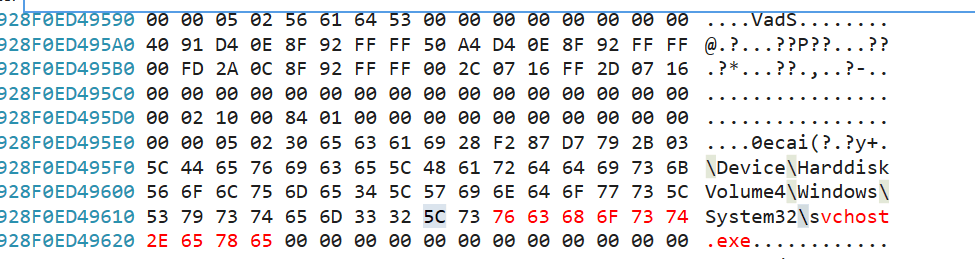 928F0ED49590 00 00 05 02 56 61 64 53 00 00 00 00 00 00 00 00 ....VadS........
928F0ED495A0 40 91 D4 0E 8F 92 FF FF 50 A4 D4 0E 8F 92 FF FF @.?...??P??...??
928F0ED495B0 00 FD 2A 0C 8F 92 FF FF 00 2C 07 16 FF 2D 07 16 .?*...??.,..?-..
928F0ED495C0 00 00 00 00 00 00 00 00 00 00 00 00 00 00 00 00 ................
928F0ED495D0 00 02 10 00 84 01 00 00 00 00 00 00 00 00 00 00 ................
928F0ED495E0 00 00 05 02 30 65 63 61 69 28 F2 87 D7 79 2B 03 ....0ecai(?.?y+.
928F0ED495F0 5C 44 65 76 69 63 65 5C 48 61 72 64 64 69 73 6B \Device\Harddisk
928F0ED49600 56 6F 6C 75 6D 65 34 5C 57 69 6E 64 6F 77 73 5C Volume4\Windows\
928F0ED49610 53 79 73 74 65 6D 33 32 5C 73 76 63 68 6F 73 74 System32\svchost
928F0ED49620 2E 65 78 65 00 00 00 00 00 00 00 00 00 00 00 00 .exe............